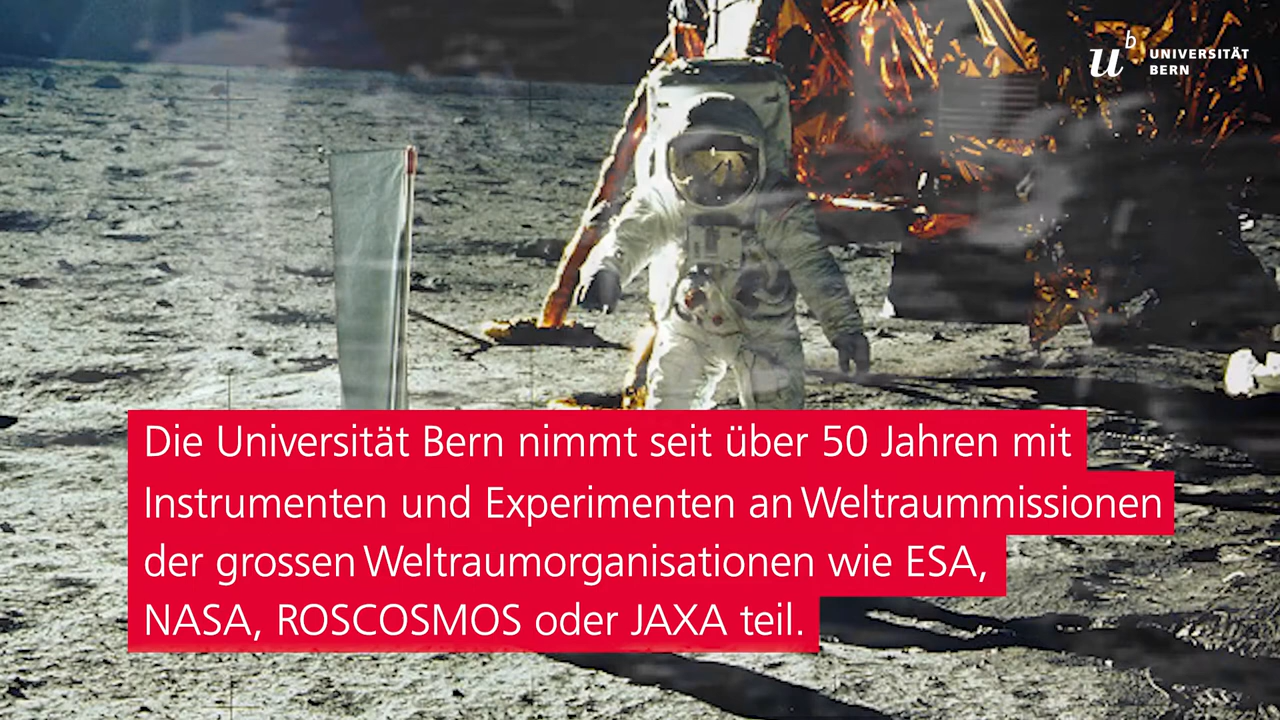 u^b UNIVERSITÄT
BERN
Die Universität Bern nimmt seit über 50 Jahren mit
Instrumenten und Experimenten an Weltraummissionen
der grossen Weltraumorganisationen wie ESA,
NASA, ROSCOSMOS oder JAXA teil.